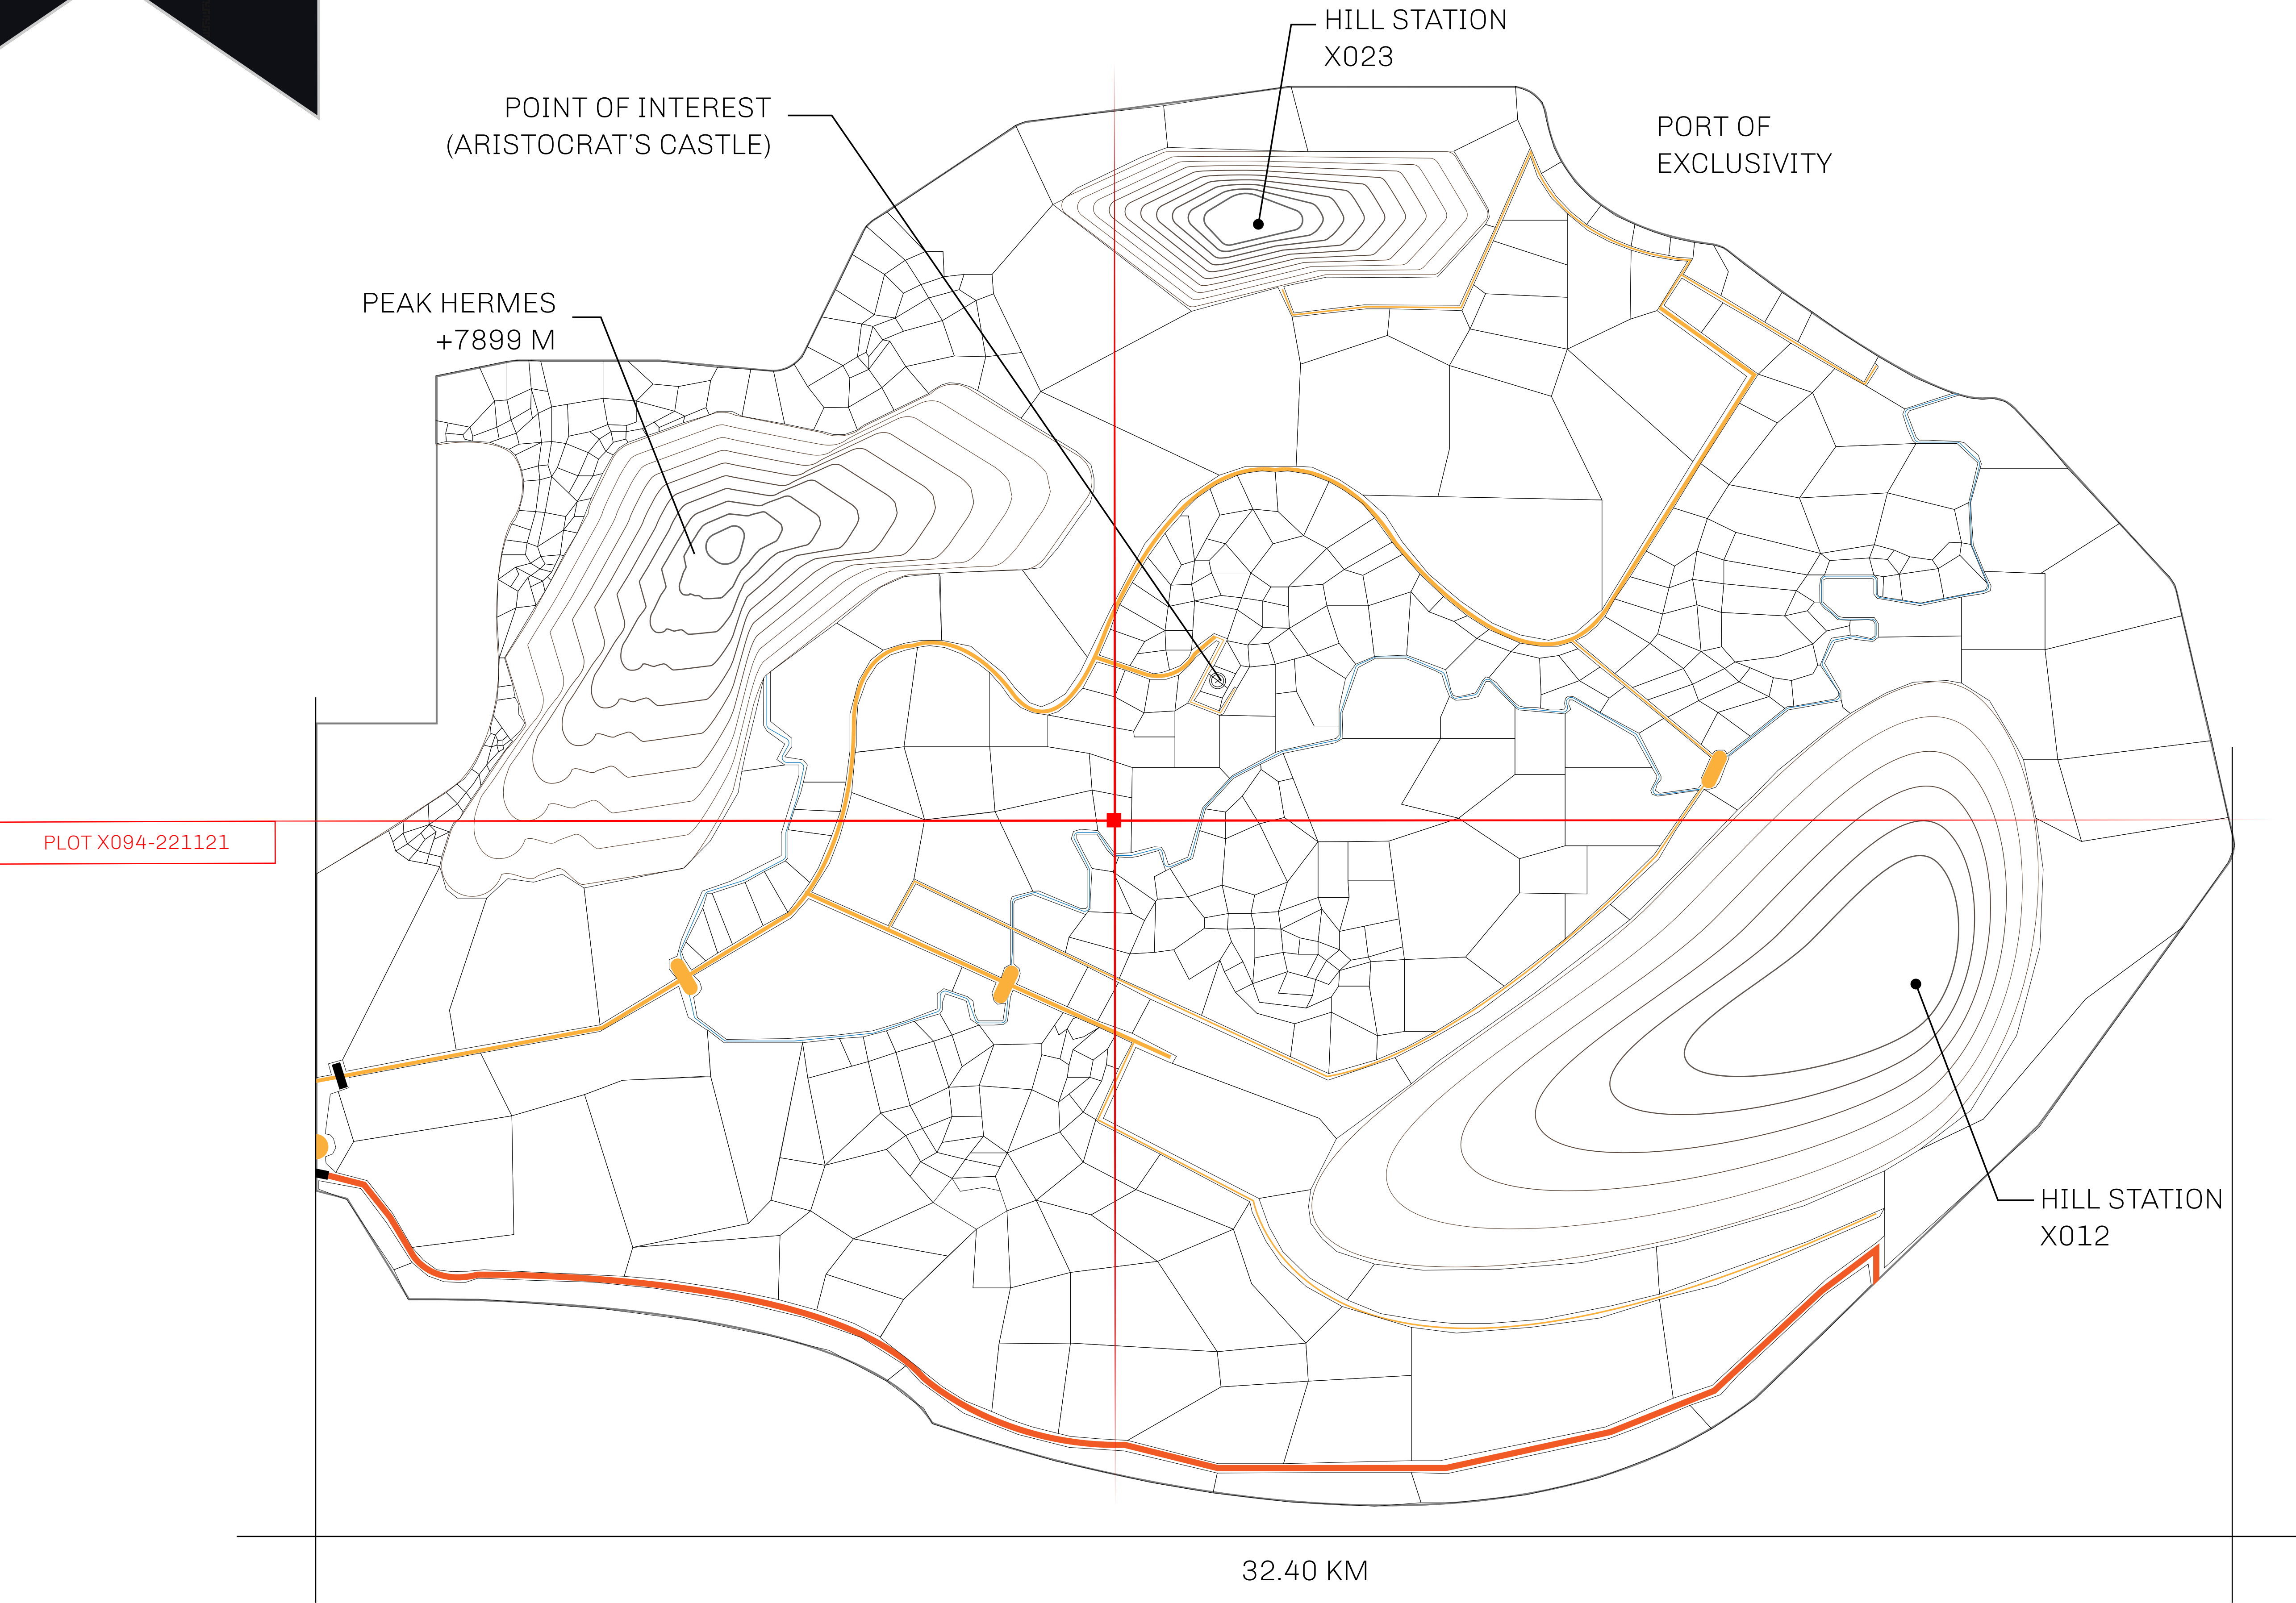 HILL STATION
X023
POINT OF INTEREST
(ARISTOCRAT'S CASTLE)
PORT OF
EXCLUSIVITY
PEAK HERMES
+7899 M
PLOT X094-221121
HILL STATION
X012
32.40 KM